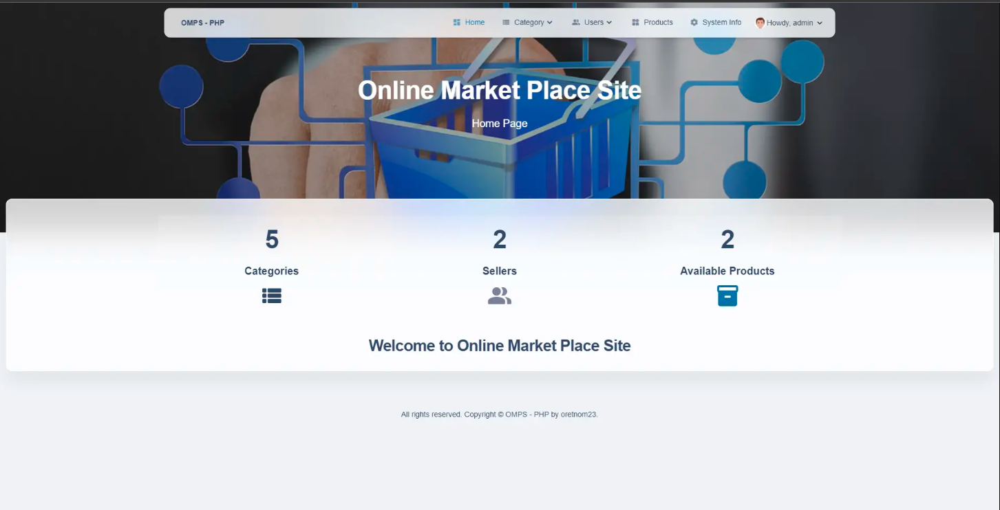 OMPS - PHP Home Category Users Products System Info Howdy, admin
Online Market Place Site
Home Page
5 2 2
Categories Sellers Available Products
Welcome to Online Market Place Site
All rights reserved. Copyright © OMPS - PHP by oretnom23.